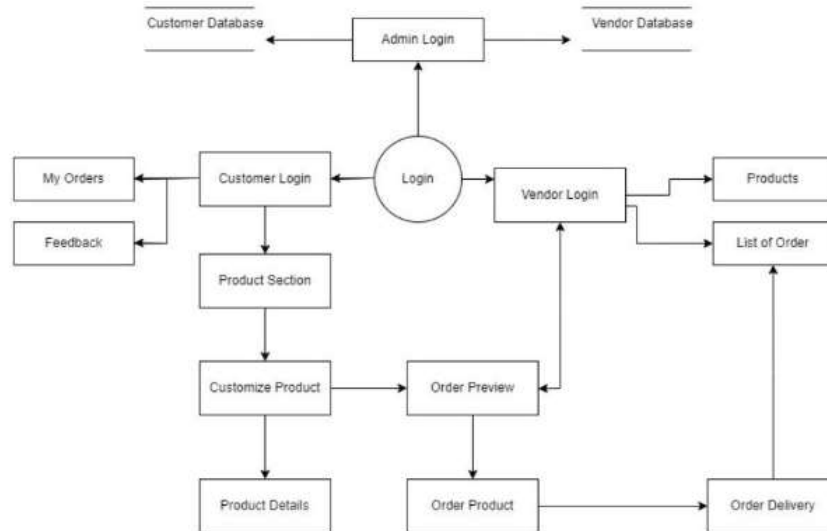 Customer Database
Admin Login
Vendor Database
My Orders
Customer Login
Login
Vendor Login
Products
Feedback
List of Order
Product Section
Customize Product
Order Preview
Product Details
Order Product
Order Delivery